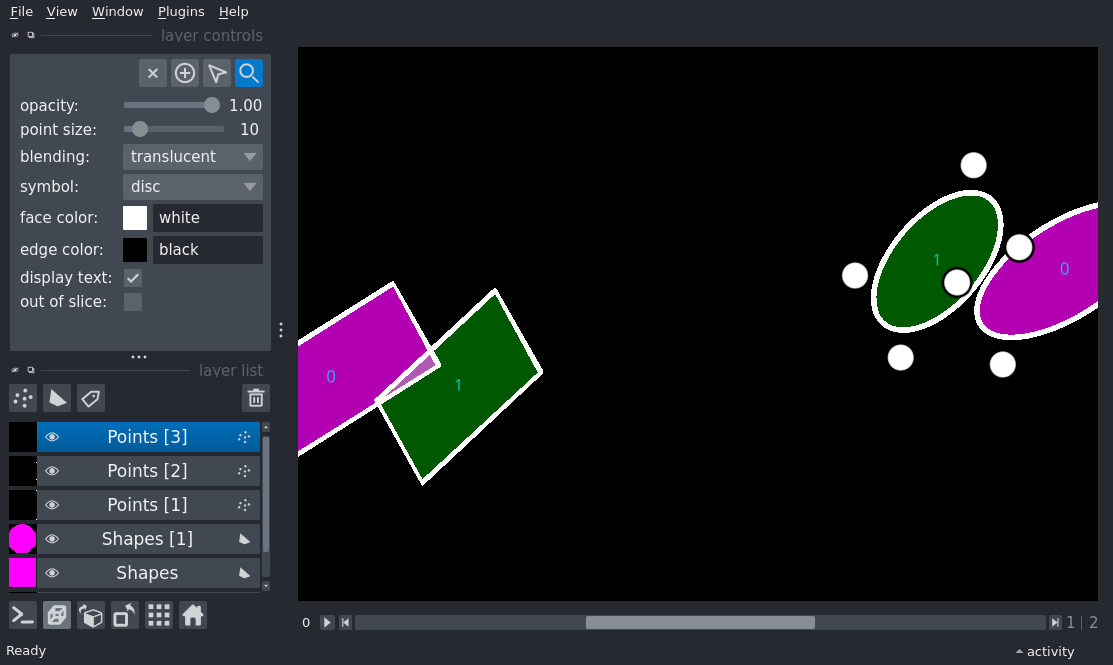 File View Window Plugins Help
layer controls
opacity: 1.00
point size: 10
blending: translucent
symbol: disc
face color: white
edge color: black
display text:
out of slice:
layer list
Points [3]
Points [2]
Points [1]
Shapes [1]
Shapes
0
1
1
0
0 1 | 2
Ready activity